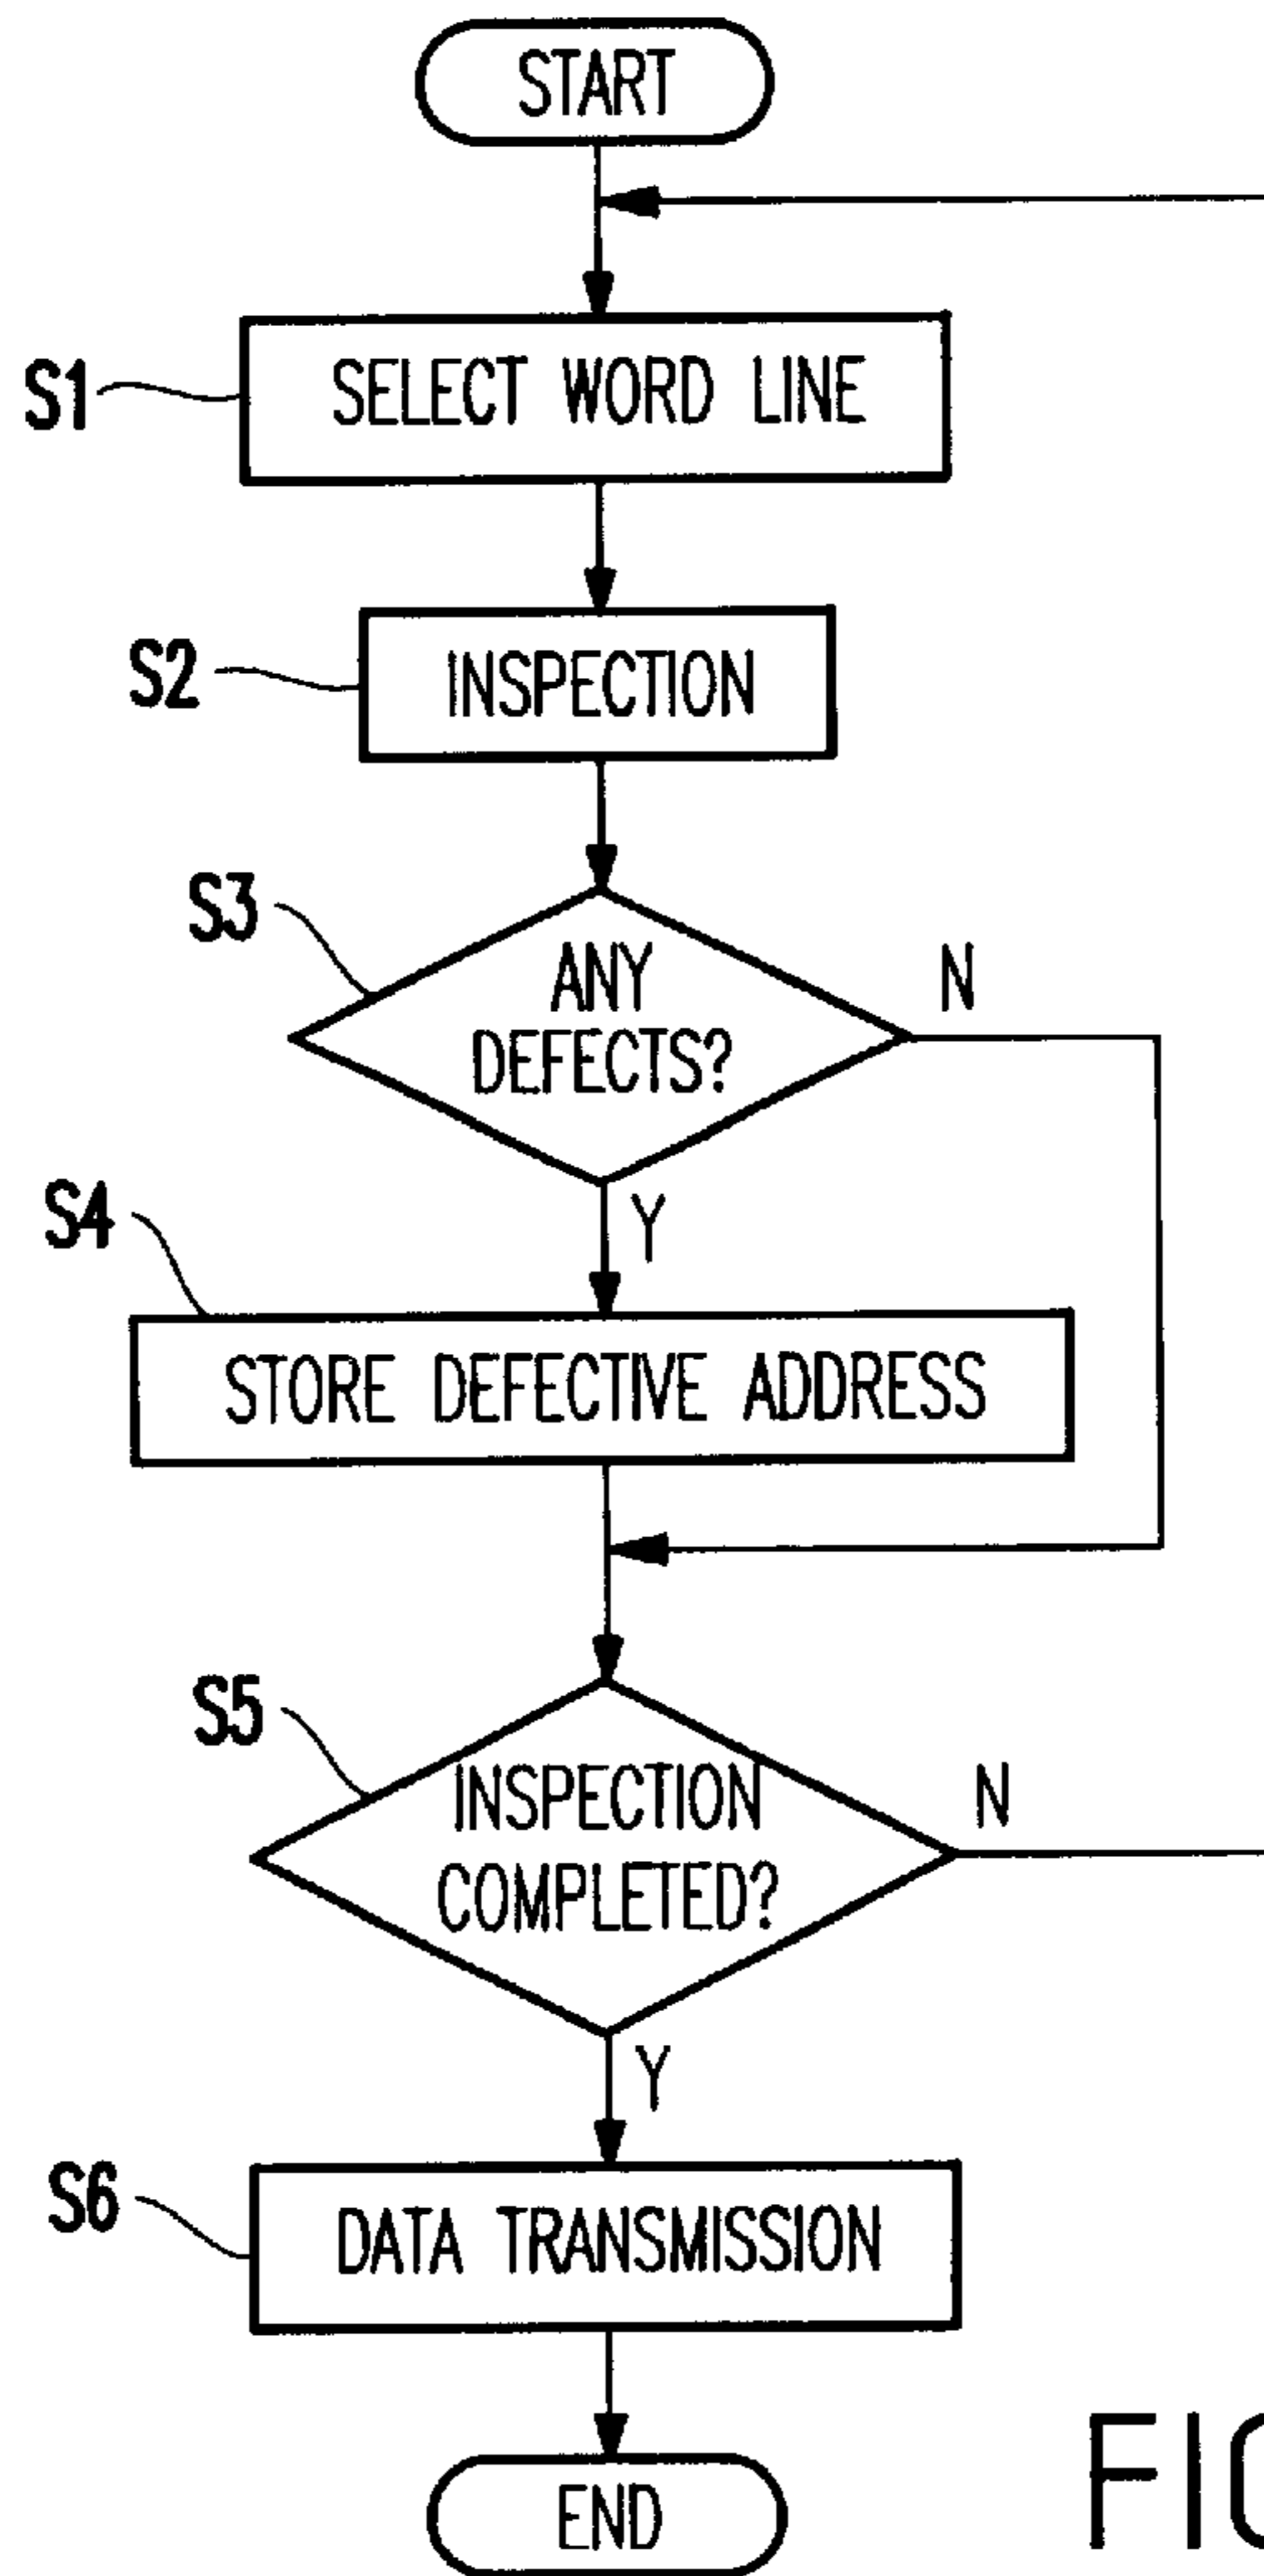 START
S1
SELECT WORD LINE
S2
INSPECTION
S3
ANY
DEFECTS?
N
Y
S4
STORE DEFECTIVE ADDRESS
S5
INSPECTION
COMPLETED?
N
Y
S6
DATA TRANSMISSION
END